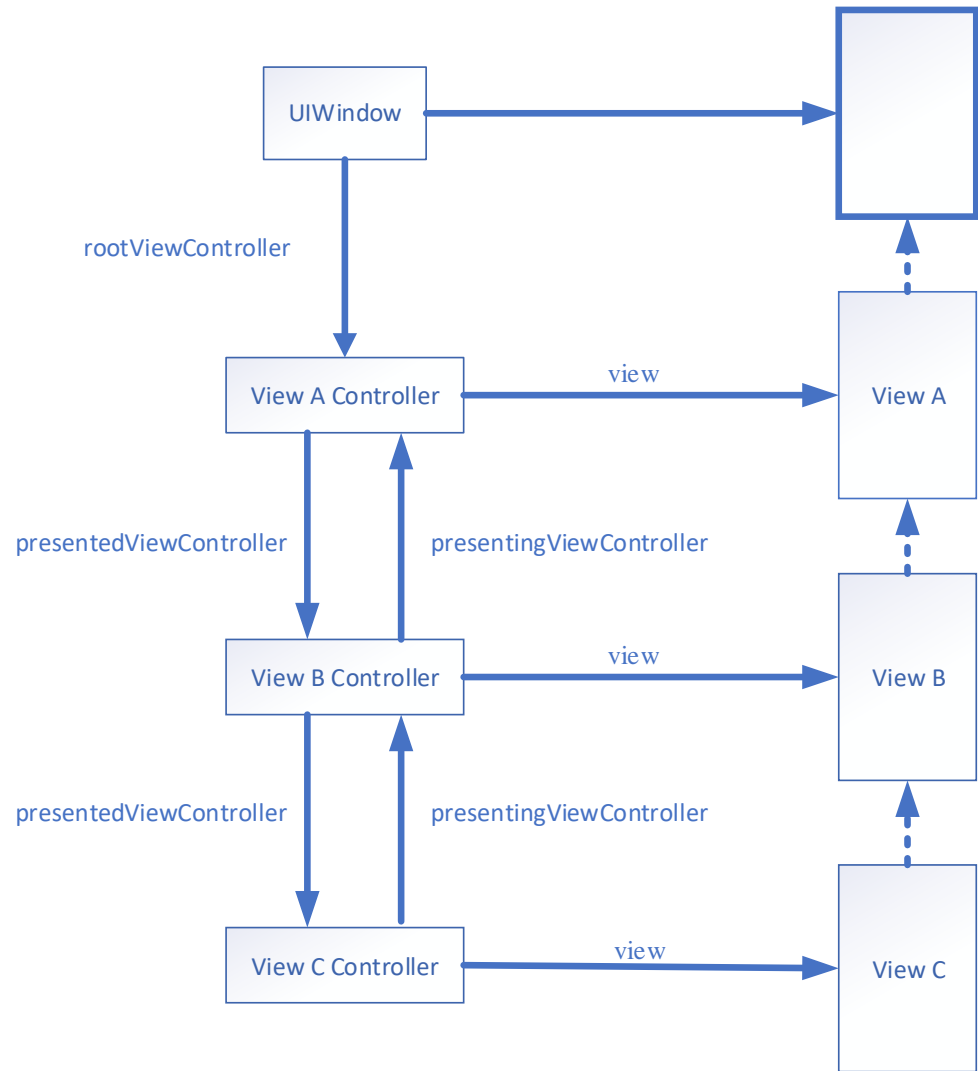 UIWindow
rootViewController
View A Controller
view
View A
presentedViewController
presentingViewController
View B Controller
view
View B
presentedViewController
presentingViewController
View C Controller
view
View C